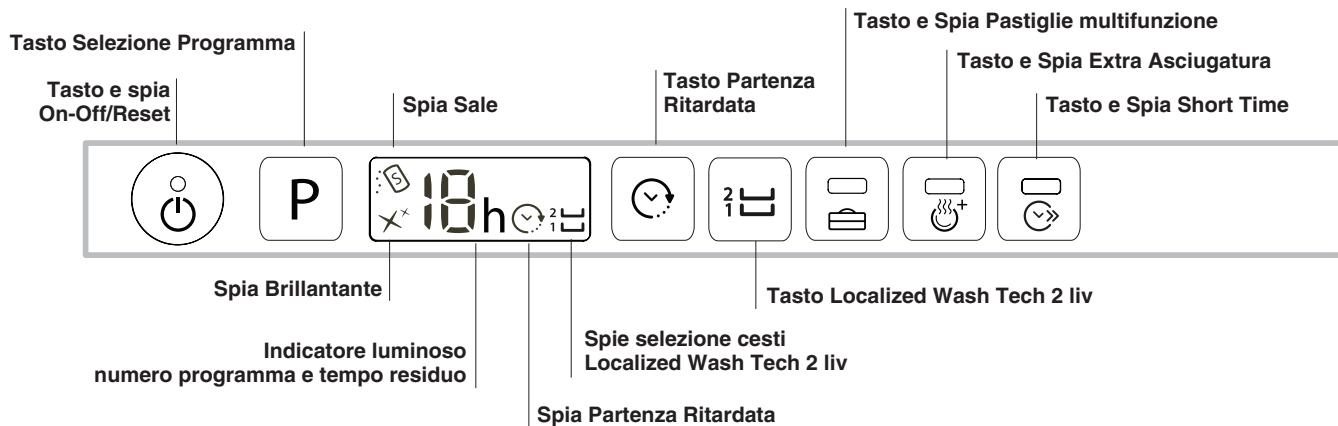 Tasto e Spia Pastiglie multifunzione
Tasto Selezione Programma
Tasto e Spia Extra Asciugatura
Tasto e spia
On-Off/Reset
Spia Sale
Tasto Partenza
Ritardata
Tasto e Spia Short Time
P
S
18h
2
1
2
1
+
Spia Brillantante
Tasto Localized Wash Tech 2 liv
Indicatore luminoso
numero programma e tempo residuo
Spie selezione cesti
Localized Wash Tech 2 liv
Spia Partenza Ritardata